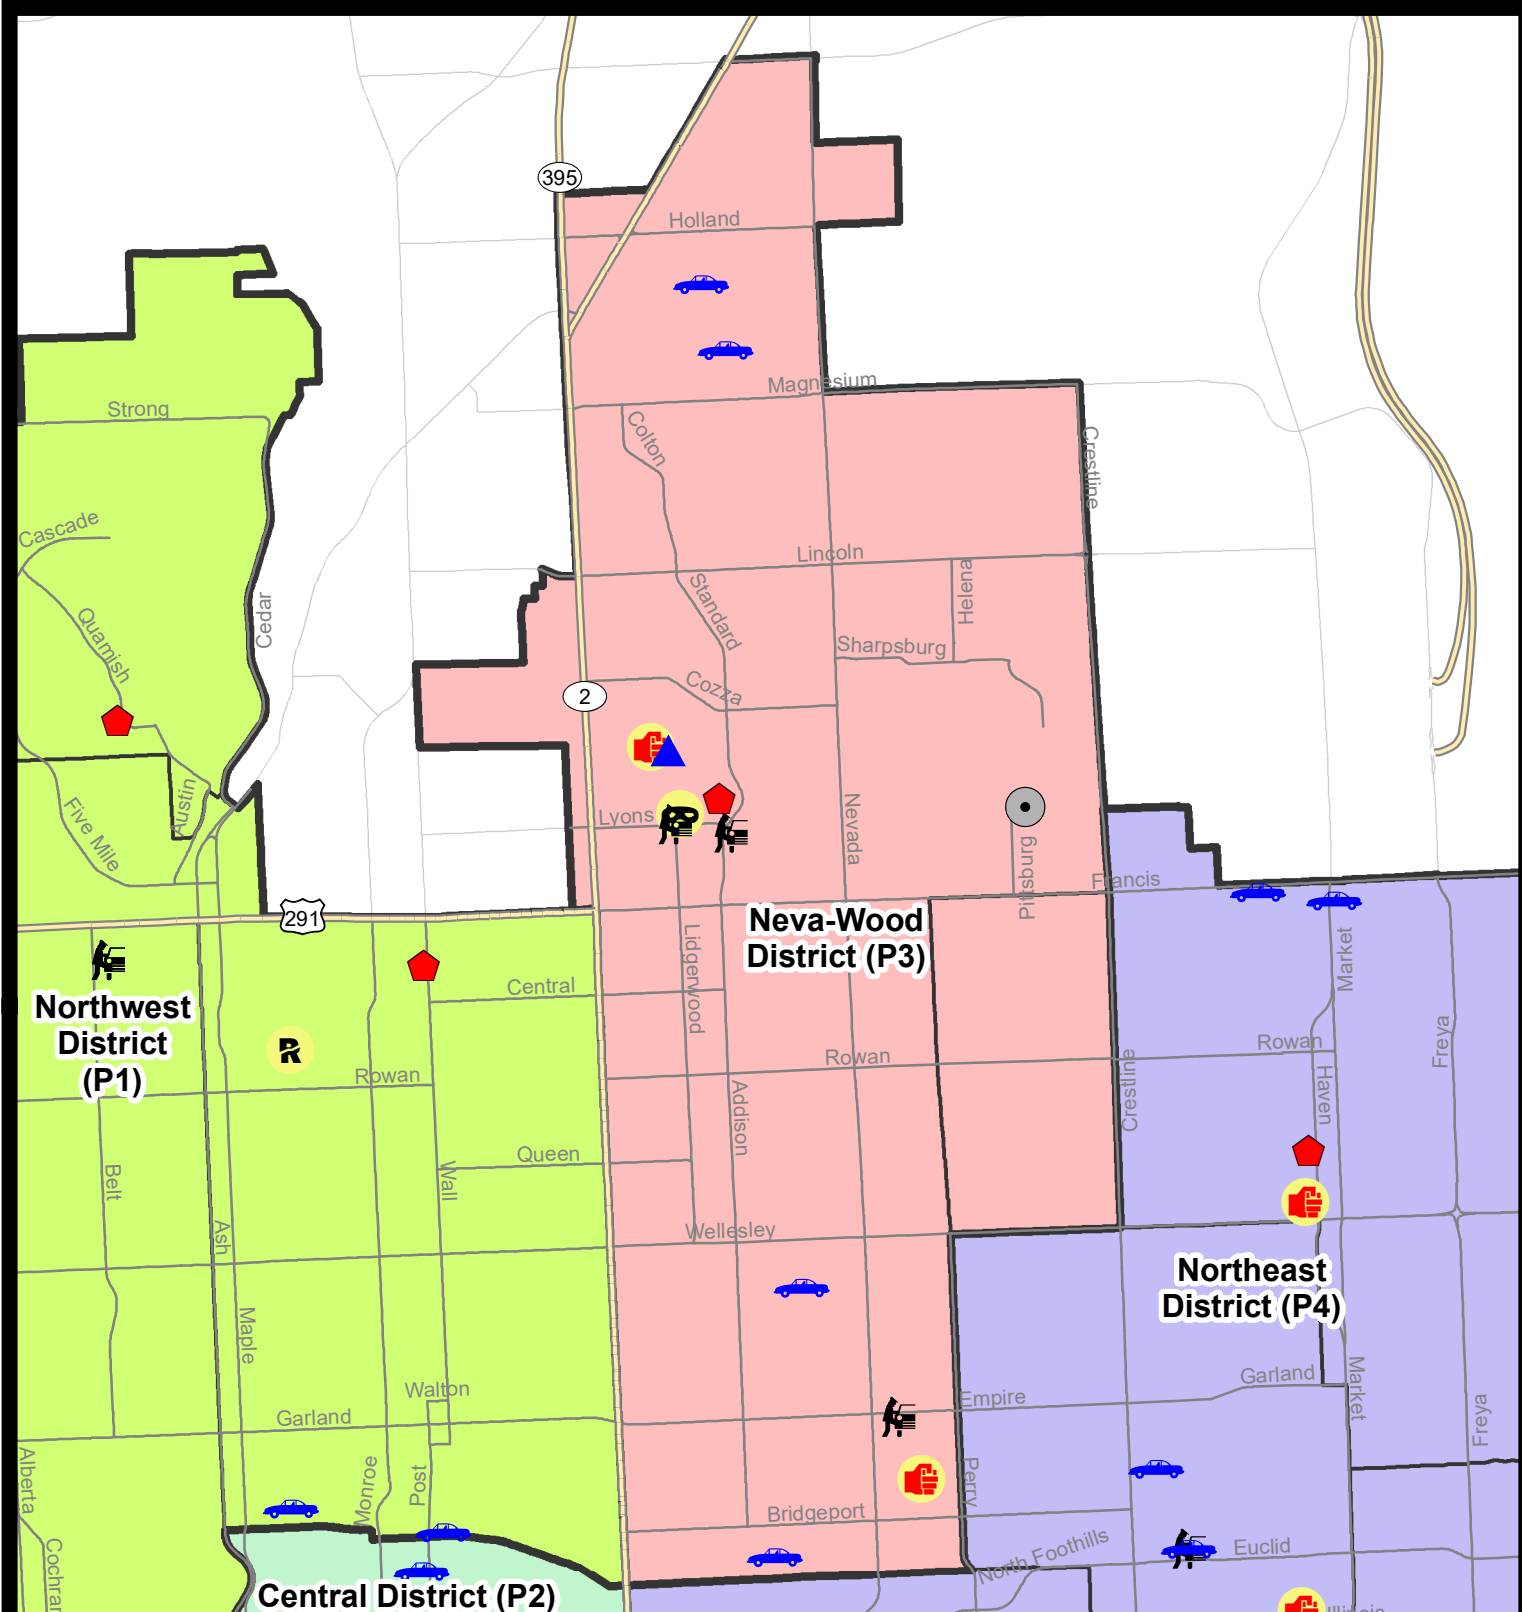 395
Holland
Magnesium
Strong
Colton
Crestline
Cascade
Lincoln
Helena
Standard
Cedar
Quamish
Sharpsburg
Cozza
2
Five Mile
Austin
Lyons
Nevada
Pittsburg
Francis
291
Neva-Wood
District (P3)
Lidgerwood
Market
Northwest
District
(P1)
Central
Freya
Rowan
Rowan
Rowan
Crestline
Haven
Addison
Queen
Wall
Belt
Ash
Wellesley
Northeast
District (P4)
Maple
Walton
Garland
Empire
Garland
Market
Freya
Alberta
Monroe
Post
Perry
Bridgeport
North Foothills
Euclid
Cochran
Central District (P2)
Illinois